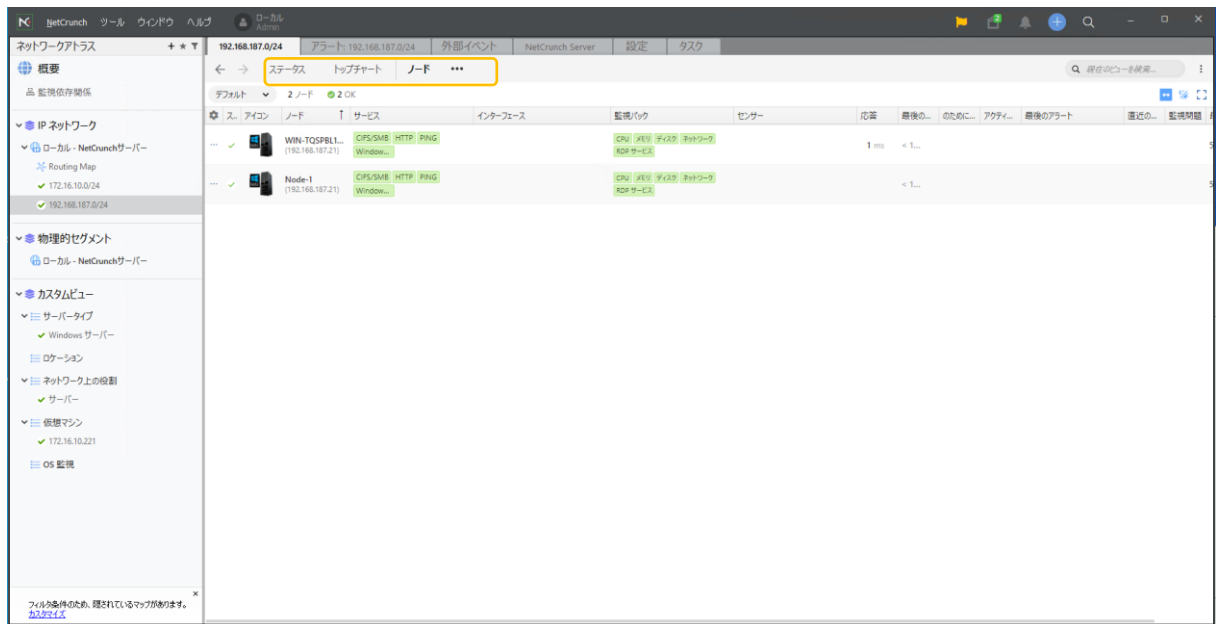 NetCrunch ツール ウィンドウ ヘルプ ローカル
Admin
2
ネットワークアトラス
概要
監視依存関係
IP ネットワーク
ローカル - NetCrunchサーバー
Routing Map
172.16.10.0/24
192.168.187.0/24
物理的セグメント
ローカル - NetCrunchサーバー
カスタムビュー
サーバータイプ
Windows サーバー
ロケーション
ネットワーク上の役割
サーバー
仮想マシン
172.16.10.221
OS 監視
フィルタ条件のため、隠されているマップがあります。
カスタマイズ
192.168.187.0/24 アラート: 192.168.187.0/24 外部イベント NetCrunch Server 設定 タスク
ステータス トップチャート ノード ••• 現在のビューを検索...
デフォルト 2 ノード 2 OK
ス... アイコン ノード ↑ サービス インターフェース 監視パック センサー 応答 最後の... のために... アクティ... 最後のアラート 直近の... 監視問題
... WIN-TQSPBL1... CIFS/SMB HTTP PING CPU メモリ ディスク ネットワーク 1 ms < 1... 5
(192.168.187.21) Window... RDP サービス
... Node-1 CIFS/SMB HTTP PING CPU メモリ ディスク ネットワーク < 1... 5
(192.168.187.21) Window... RDP サービス